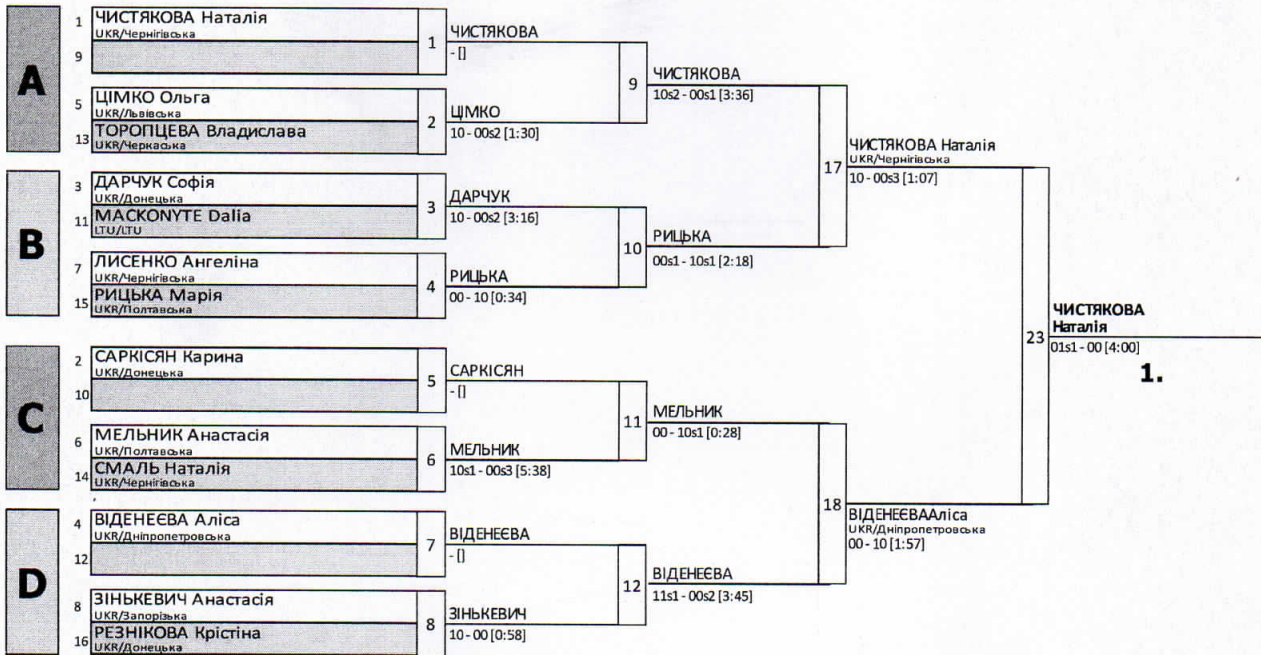 A
1
ЧИСТЯКОВА Наталія
UKR/Чернігівська
9
1
5
ЦІМКО Ольга
UKR/Львівська
13
ТОРОПЦЕВА Владислава
UKR/Черкаська
2
B
3
ДАРЧУК Софія
UKR/Донецька
11
MACKONYTE Dalia
LTU/LTU
3
7
ЛИСЕНКО Ангеліна
UKR/Чернігівська
15
РИЦЬКА Марія
UKR/Полтавська
4
C
2
САРКІСЯН Карина
UKR/Донецька
10
5
6
МЕЛЬНИК Анастасія
UKR/Полтавська
14
СМАЛЬ Наталія
UKR/Чернігівська
6
D
4
ВІДЕНЕЄВА Аліса
UKR/Дніпропетровська
12
7
8
ЗІНЬКЕВИЧ Анастасія
UKR/Запорізька
16
РЕЗНІКОВА Крістіна
UKR/Донецька
8
ЧИСТЯКОВА
- []
ЦІМКО
10 - 00s2 [1:30]
9
ДАРЧУК
10 - 00s2 [3:16]
РИЦЬКА
00 - 10 [0:34]
10
САРКІСЯН
- []
МЕЛЬНИК
10s1 - 00s3 [5:38]
11
ВІДЕНЕЄВА
- []
ЗІНЬКЕВИЧ
10 - 00 [0:58]
12
ЧИСТЯКОВА
10s2 - 00s1 [3:36]
РИЦЬКА
00s1 - 10s1 [2:18]
17
МЕЛЬНИК
00 - 10s1 [0:28]
ВІДЕНЕЄВА
11s1 - 00s2 [3:45]
18
ЧИСТЯКОВА Наталія
UKR/Чернігівська
10 - 00s3 [1:07]
ВІДЕНЕЄВААліса
UKR/Дніпропетровська
00 - 10 [1:57]
23
ЧИСТЯКОВА
Наталія
01s1 - 00 [4:00]
1.